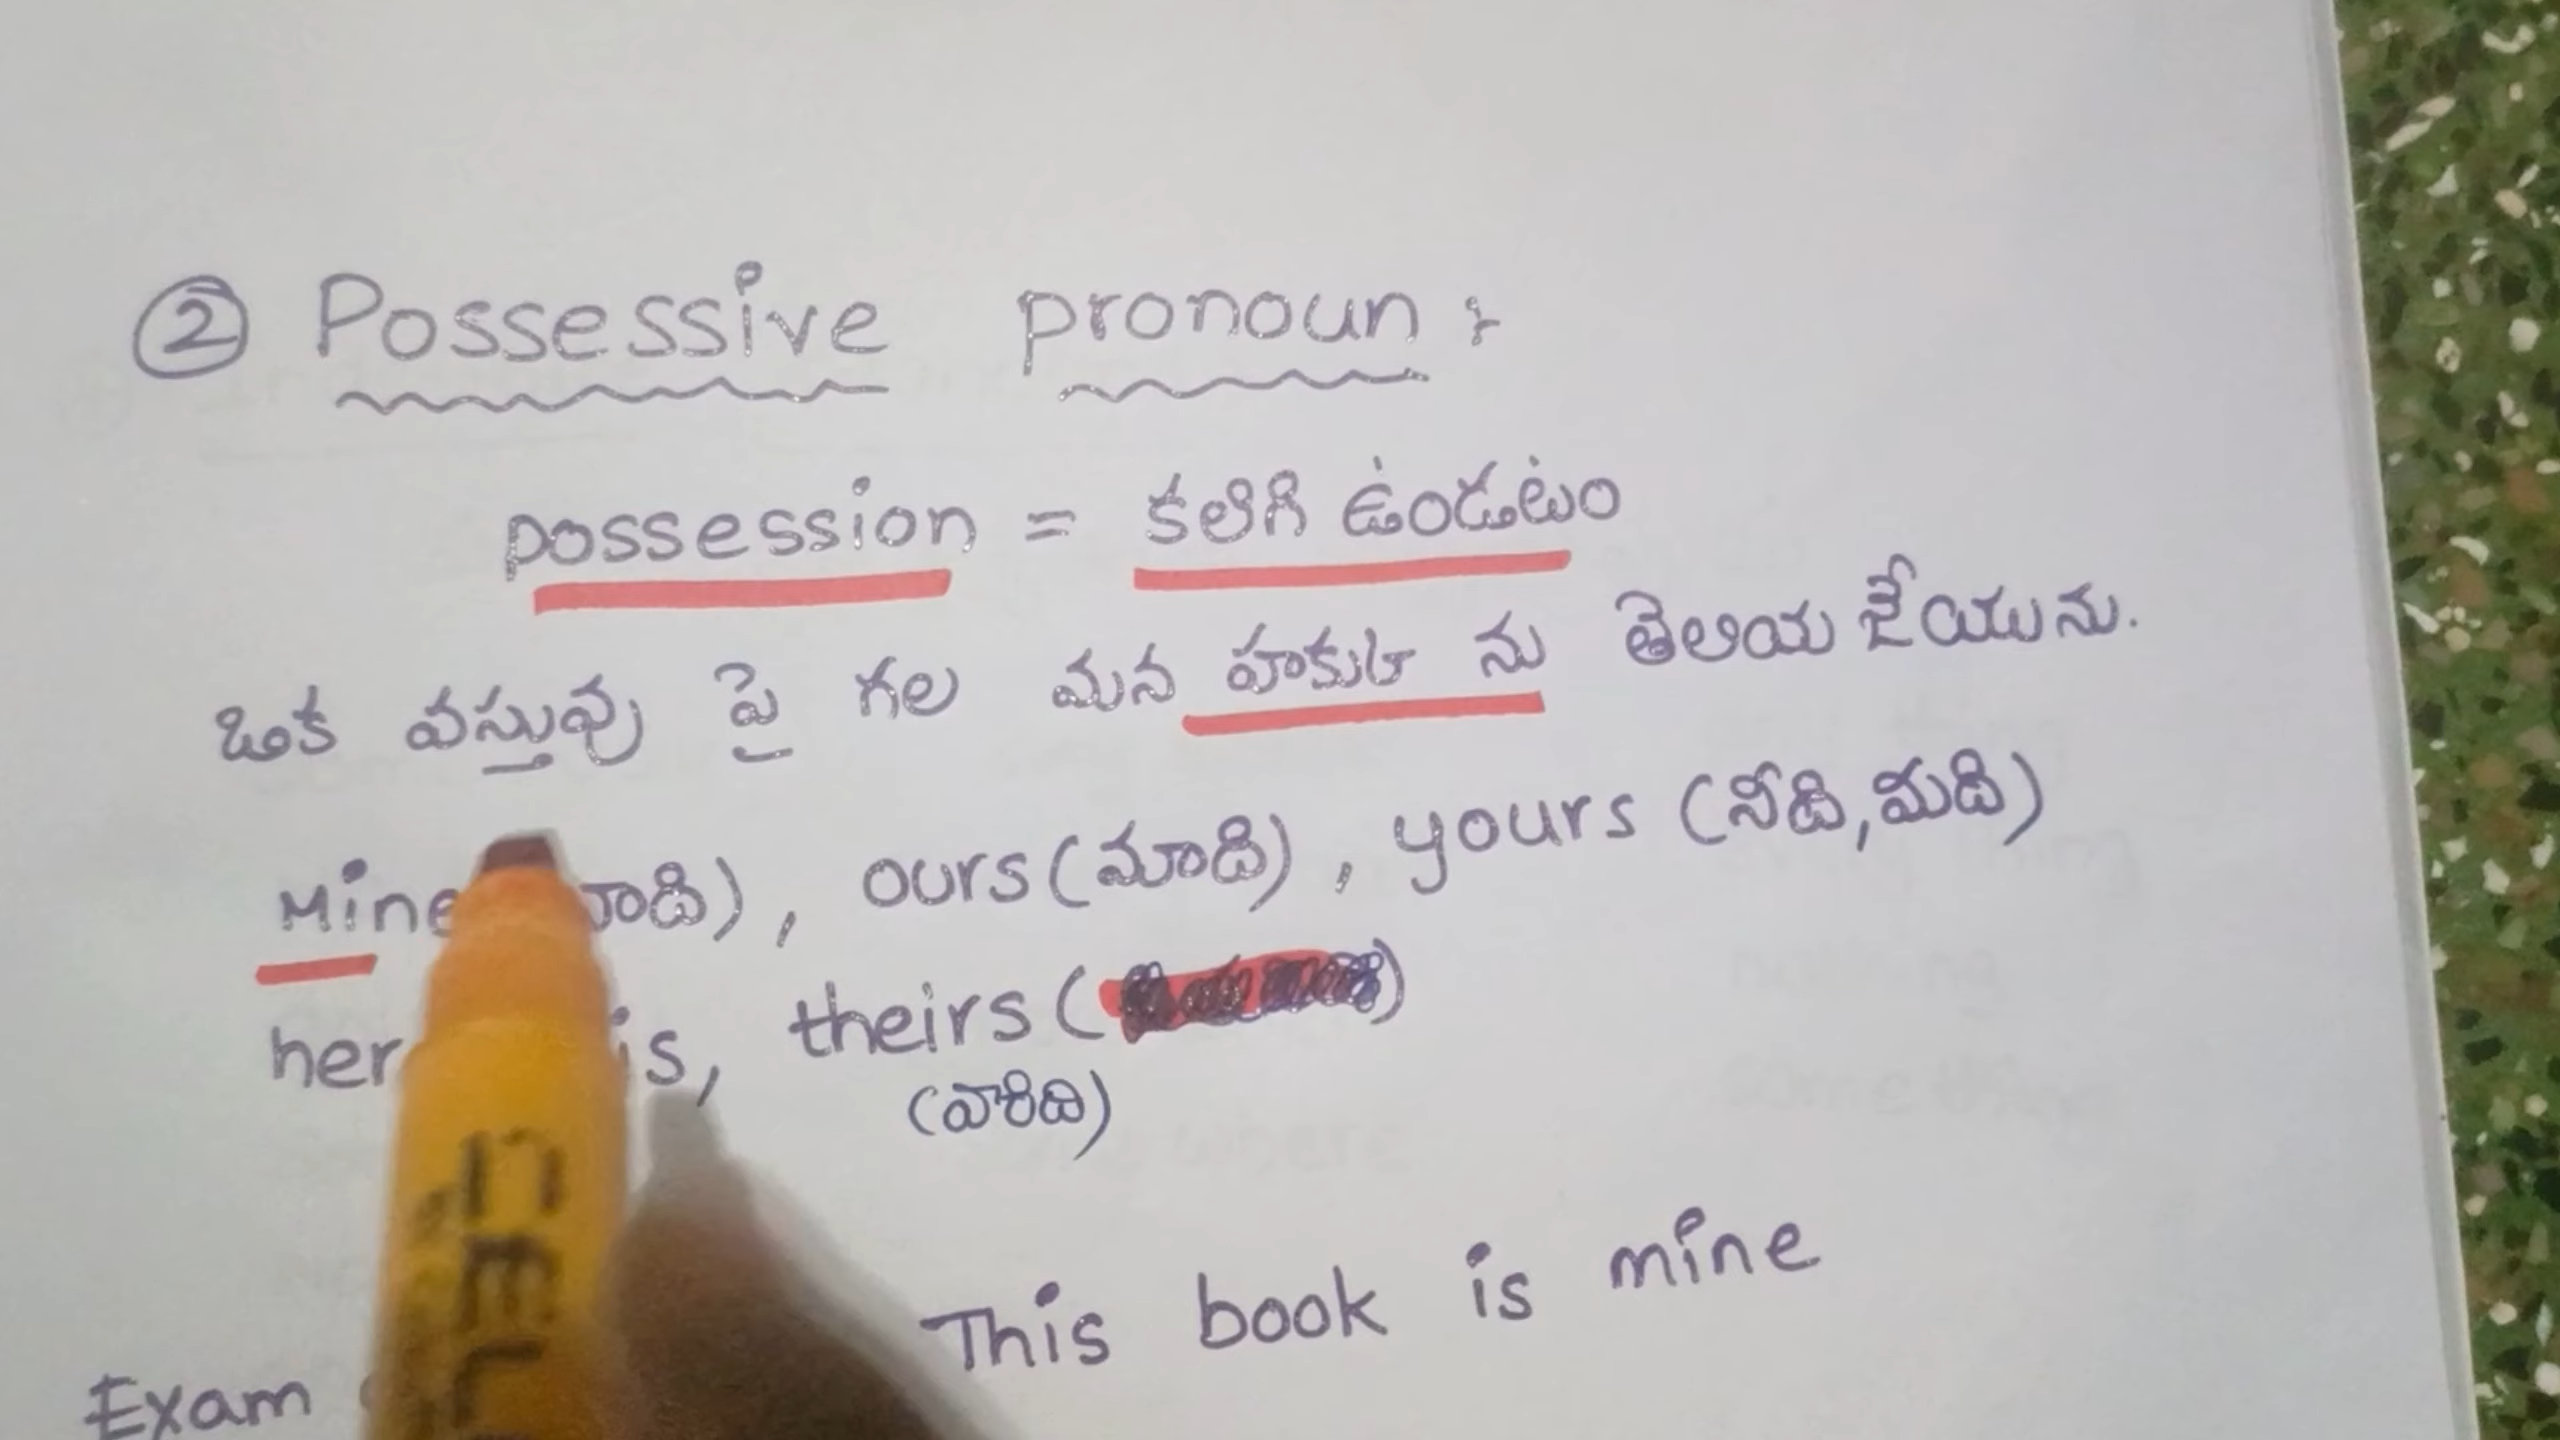 ② Possessive pronoun :-
possession = కలిగి ఉండటం
ఒక వస్తువు పై గల మన హక్కు ను తెలియ జేయును.
Mine ( ాది), ours (మాది), yours (నీది, మీది)
her is, theirs ( )
(వారిది)
This book is mine
Exam